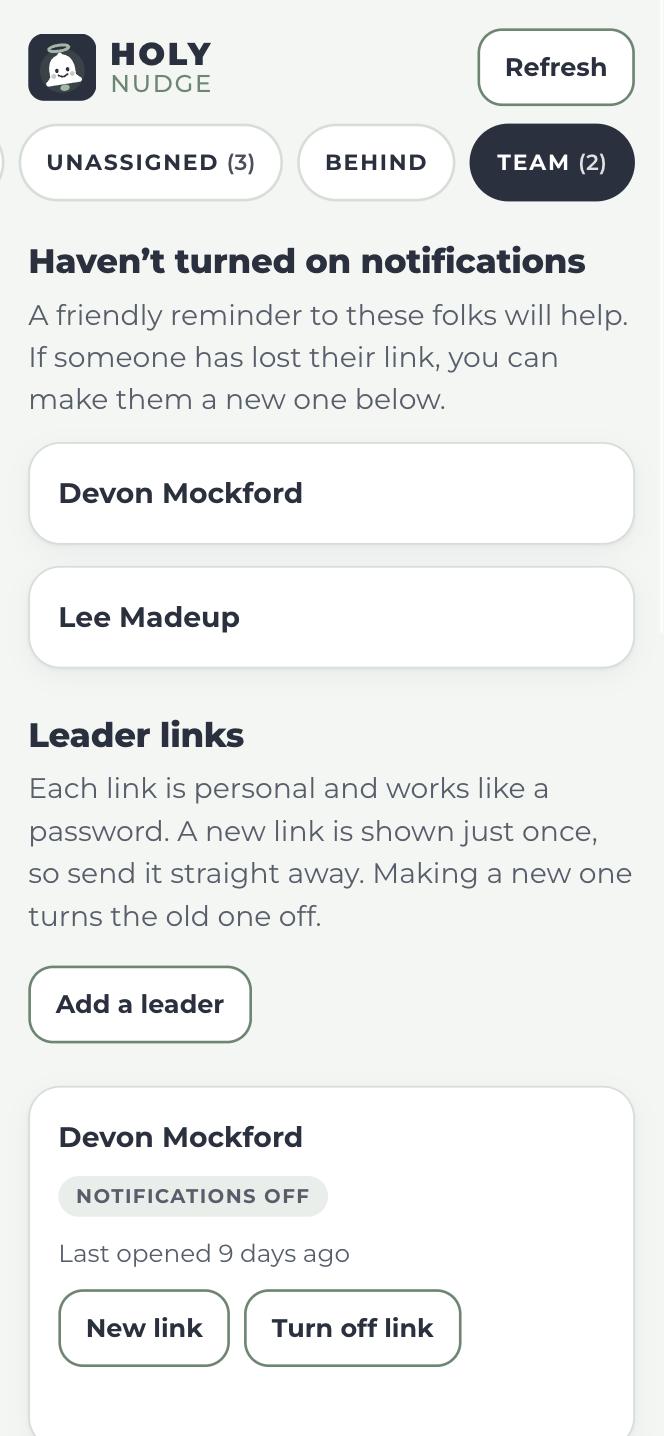 HOLY
NUDGE
Refresh
UNASSIGNED (3)
BEHIND
TEAM (2)
Haven’t turned on notifications
A friendly reminder to these folks will help.
If someone has lost their link, you can
make them a new one below.
Devon Mockford
Lee Madeup
Leader links
Each link is personal and works like a
password. A new link is shown just once,
so send it straight away. Making a new one
turns the old one off.
Add a leader
Devon Mockford
NOTIFICATIONS OFF
Last opened 9 days ago
New link
Turn off link